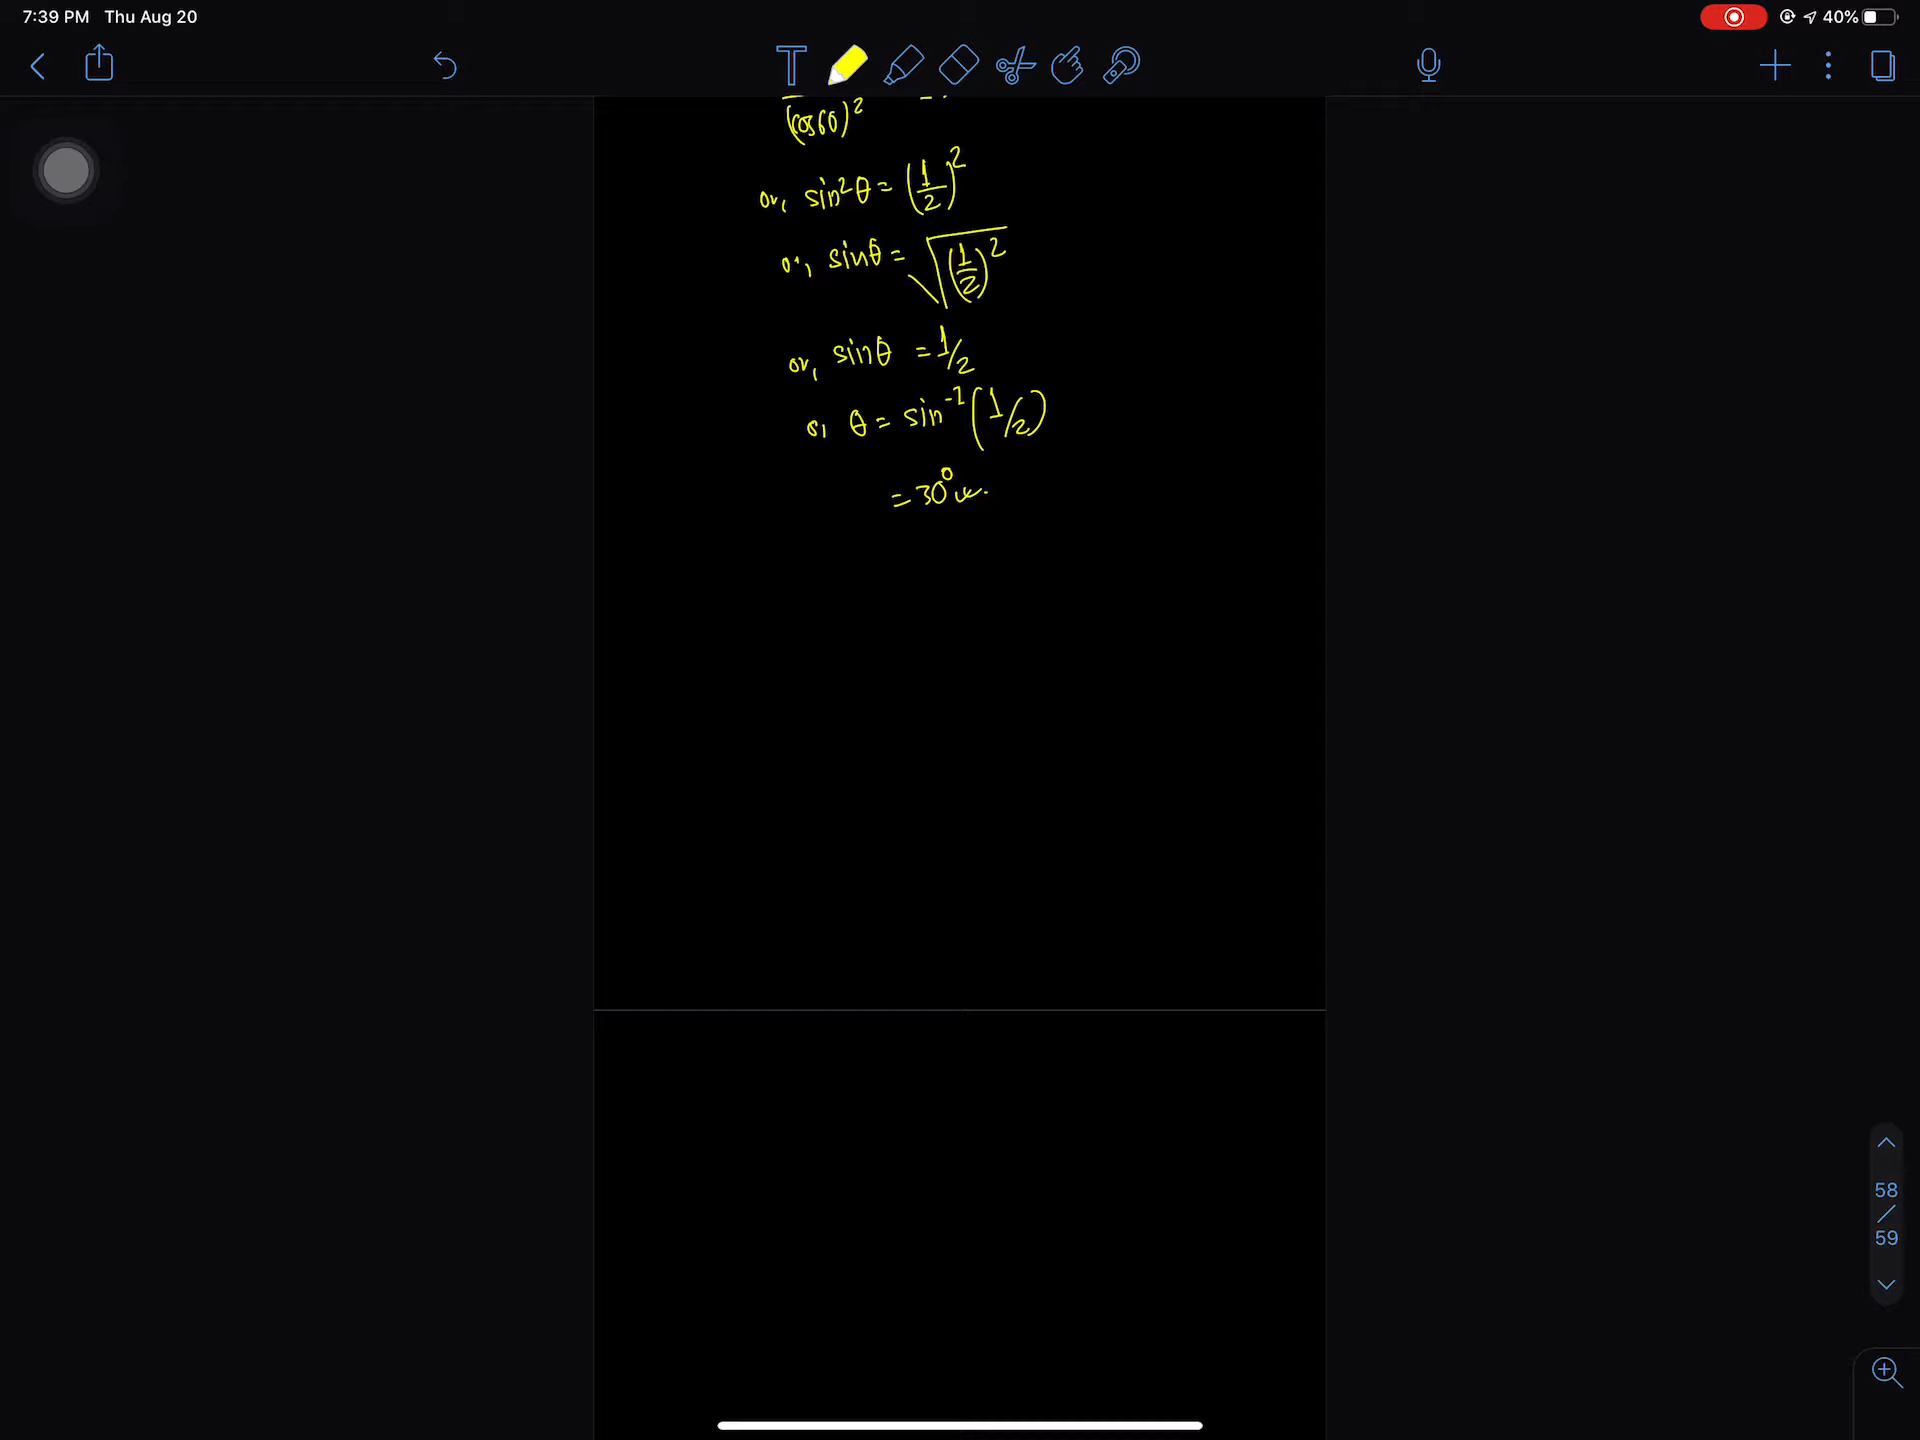 7:39 PM Thu Aug 20
40%
(cos60)²
or, sin²θ = (1/2)²
or, sinθ = √(1/2)²
or, sinθ = 1/2
or θ = sin⁻¹(1/2)
= 30°
58
/
59